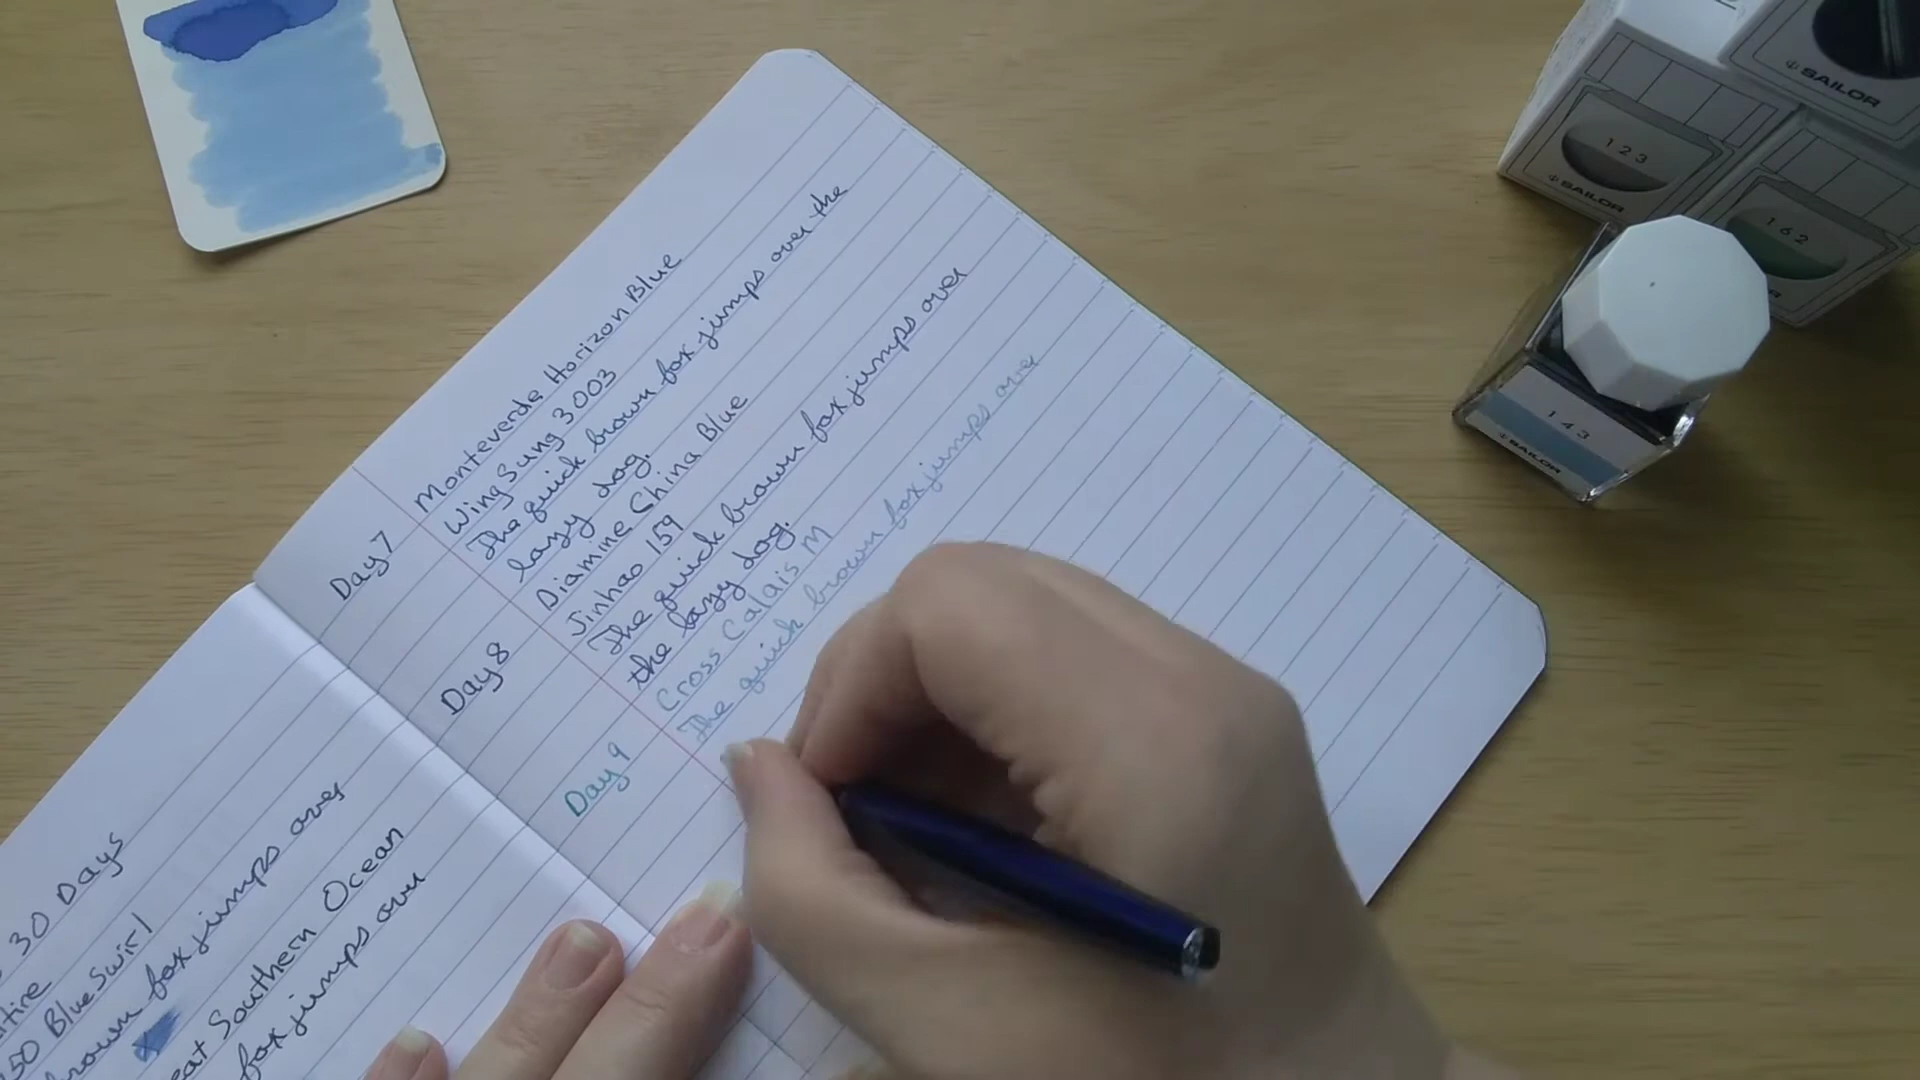 30 Days
Blue Swirl
brown fox jumps over
Southern Ocean
fox jumps over
Day 7
Monteverde Horizon Blue
Wing Sung 3003
The quick brown fox jumps over the
lazy dog.
Day 8
Diamine China Blue
Jinhao 159
The quick brown fox jumps over
the lazy dog.
Day 9
Cross Calais M
The quick brown fox jumps over
SAILOR
123
SAILOR
162
143
SAILOR